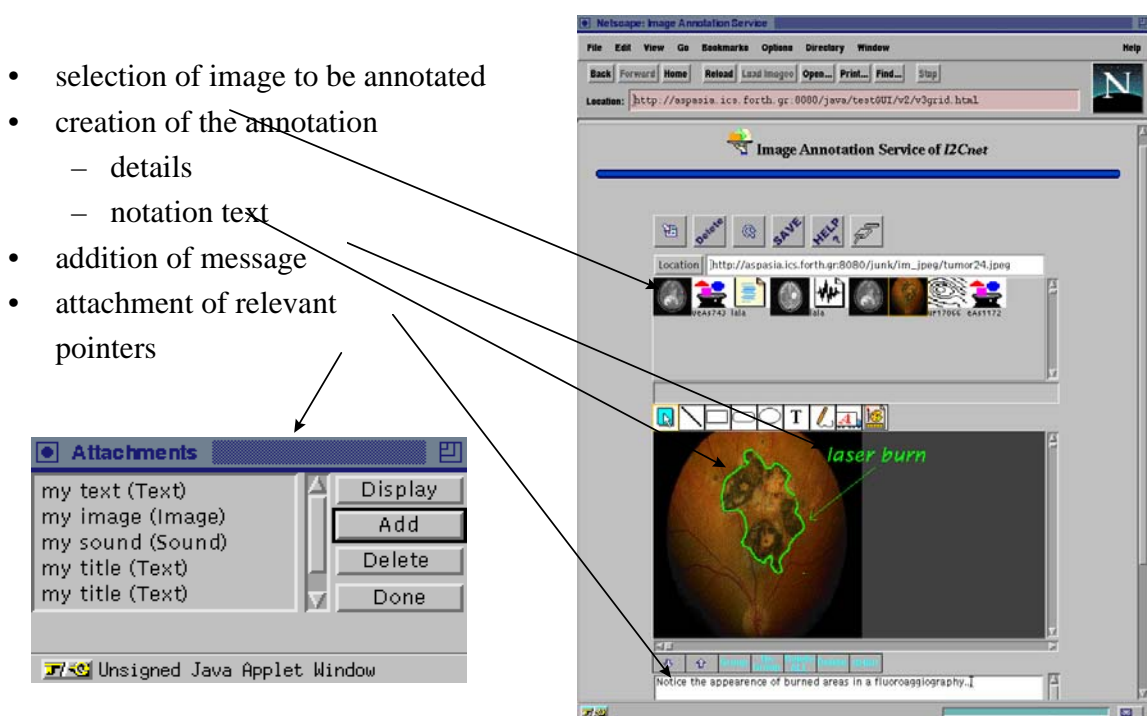 • selection of image to be annotated
• creation of the annotation
– details
– notation text
• addition of message
• attachment of relevant
pointers
Attachments
my text (Text)
my image (Image)
my sound (Sound)
my title (Text)
my title (Text)
Display
Add
Delete
Done
Unsigned Java Applet Window
Netscape: Image Annotation Service
File Edit View Go Bookmarks Options Directory Window Help
Back Forward Home Reload Load Images Open... Print... Find... Stop
N
Location: http://aspasia.ics.forth.gr:8080/java/testGUI/v2/v3grid.html
Image Annotation Service of I2Cnet
Delete SAVE HELP ?
Location http://aspasia.ics.forth.gr:8080/junk/im_jpeg/tumor24.jpeg
veAs743 lala lala eAs1172
T
laser burn
Notice the appearence of burned areas in a fluoroaggiography..